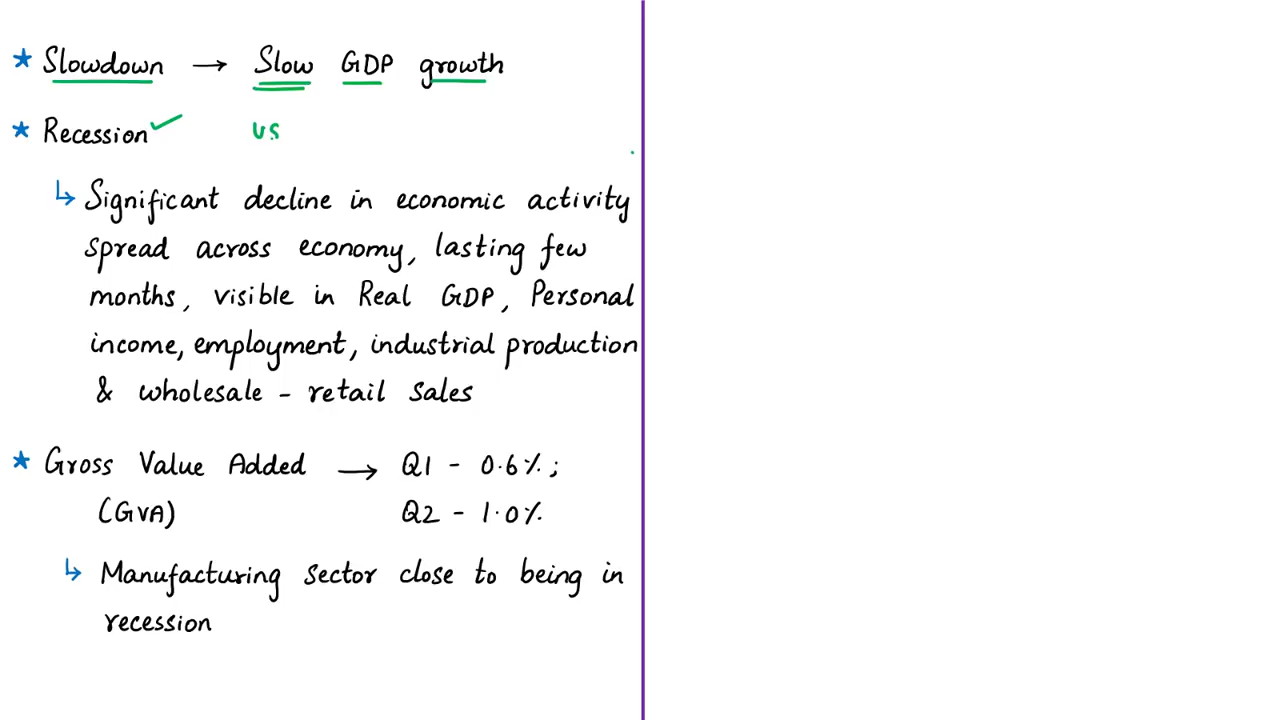 * Slowdown → Slow GDP growth
* Recession ✓ vs
↳ Significant decline in economic activity
spread across economy, lasting few
months, visible in Real GDP, Personal
income, employment, industrial production
& wholesale - retail sales
* Gross Value Added → Q1 - 0.6%;
(GVA) Q2 - 1.0%
↳ Manufacturing sector close to being in
recession